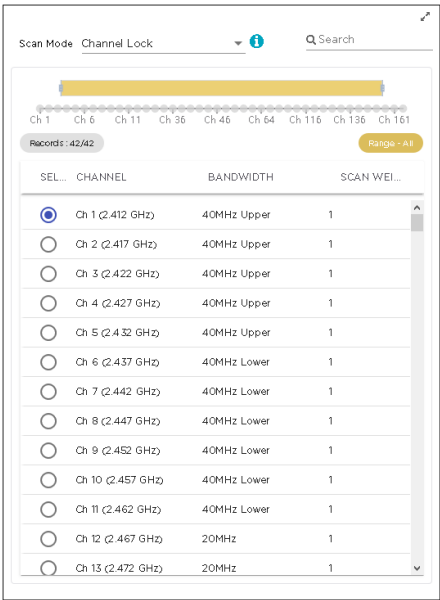 Scan Mode Channel Lock Search
Ch 1 Ch 6 Ch 11 Ch 36 Ch 46 Ch 64 Ch 116 Ch 136 Ch 161
Records : 42/42 Range - All
SEL... CHANNEL BANDWIDTH SCAN WEI...
Ch 1 (2.412 GHz) 40MHz Upper 1
Ch 2 (2.417 GHz) 40MHz Upper 1
Ch 3 (2.422 GHz) 40MHz Upper 1
Ch 4 (2.427 GHz) 40MHz Upper 1
Ch 5 (2.432 GHz) 40MHz Upper 1
Ch 6 (2.437 GHz) 40MHz Lower 1
Ch 7 (2.442 GHz) 40MHz Lower 1
Ch 8 (2.447 GHz) 40MHz Lower 1
Ch 9 (2.452 GHz) 40MHz Lower 1
Ch 10 (2.457 GHz) 40MHz Lower 1
Ch 11 (2.462 GHz) 40MHz Lower 1
Ch 12 (2.467 GHz) 20MHz 1
Ch 13 (2.472 GHz) 20MHz 1